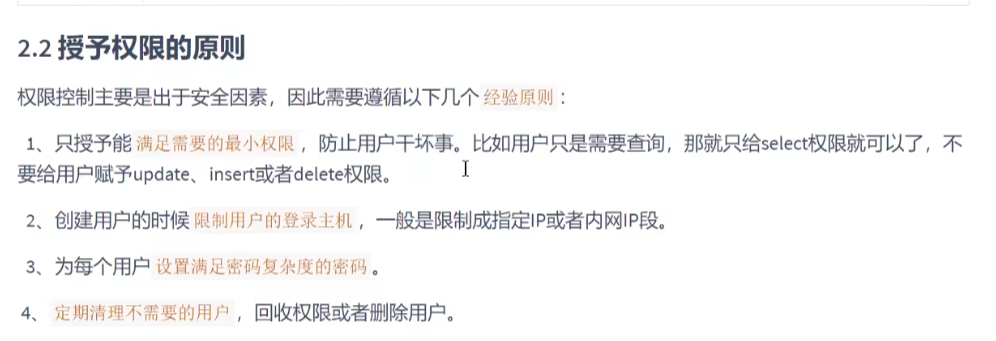 2.2 授予权限的原则
权限控制主要是出于安全因素，因此需要遵循以下几个 经验原则 ：
1、只授予能 满足需要的最小权限 ，防止用户干坏事。比如用户只是需要查询，那就只给select权限就可以了，不
要给用户赋予update、insert或者delete权限。
2、创建用户的时候 限制用户的登录主机 ，一般是限制成指定IP或者内网IP段。
3、为每个用户 设置满足密码复杂度的密码 。
4、 定期清理不需要的用户 ，回收权限或者删除用户。